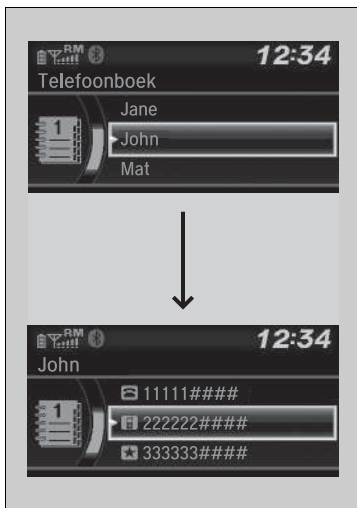 RM 12:34
Telefoonboek
1
Jane
John
Mat
RM 12:34
John
1
11111####
222222####
333333####